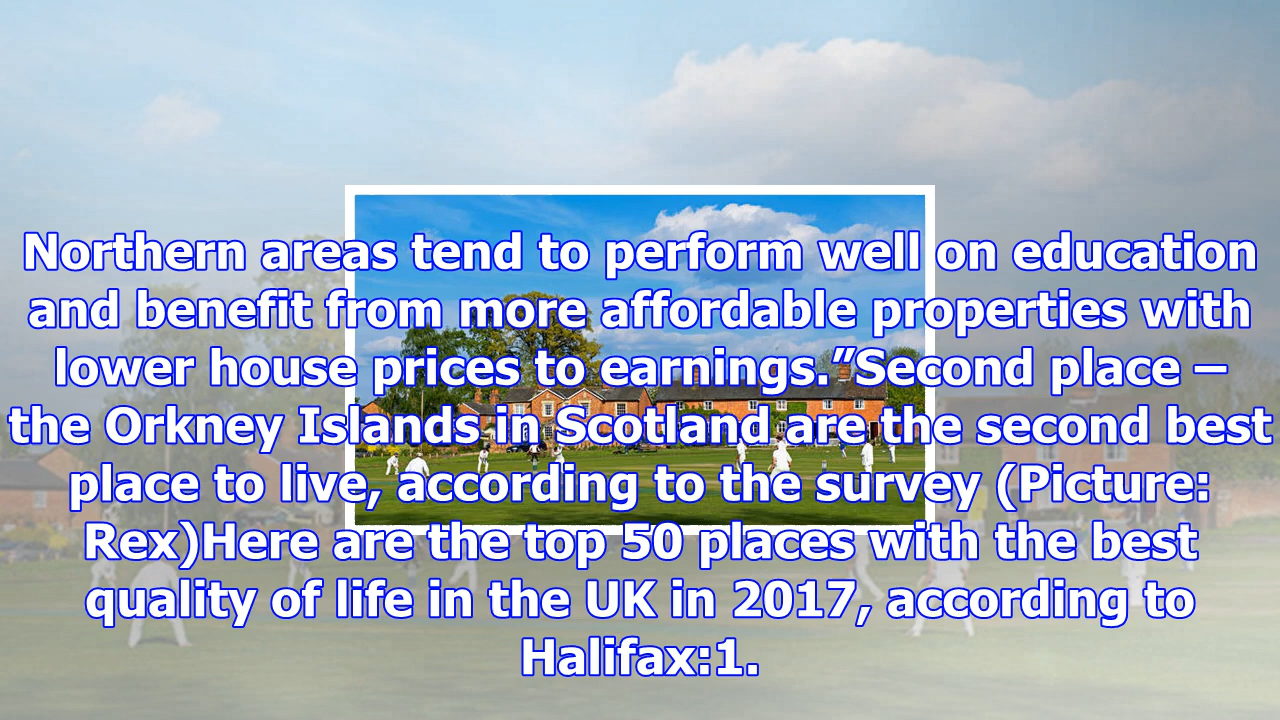 Northern areas tend to perform well on education
and benefit from more affordable properties with
lower house prices to earnings.”Second place –
the Orkney Islands in Scotland are the second best
place to live, according to the survey (Picture:
Rex)Here are the top 50 places with the best
quality of life in the UK in 2017, according to
Halifax:1.